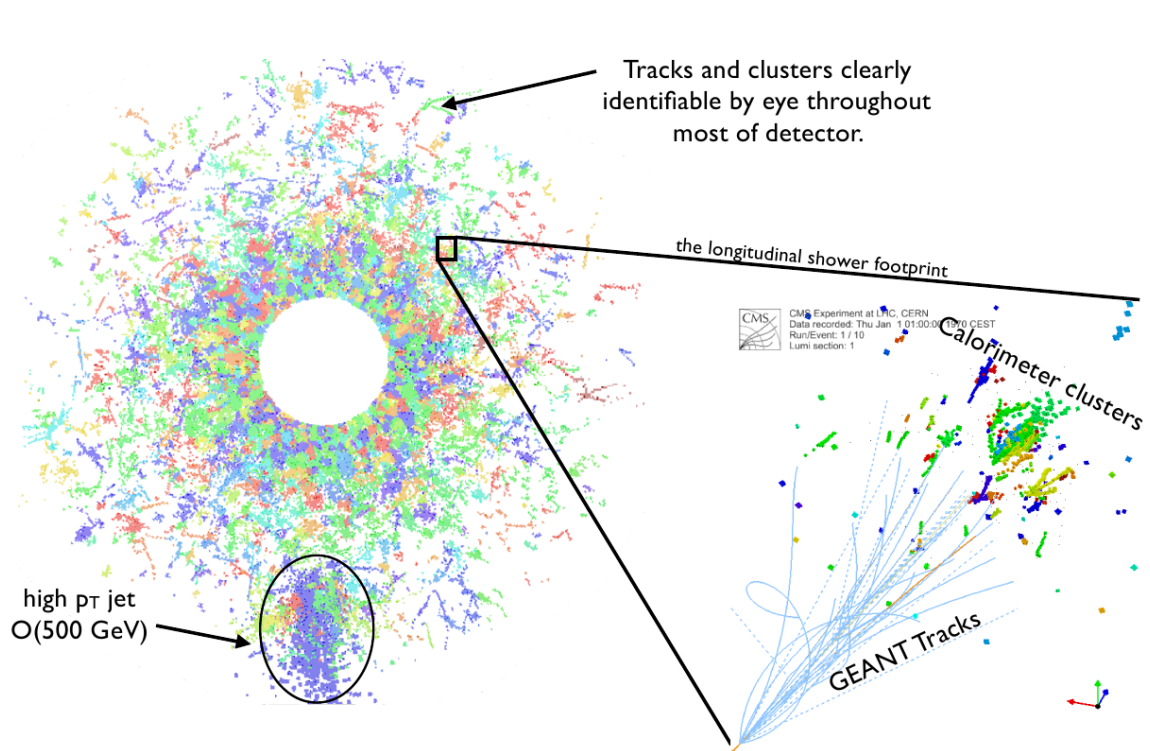 Tracks and clusters clearly
identifiable by eye throughout
most of detector.
the longitudinal shower footprint
CMS
CMS Experiment at LHC, CERN
Data recorded: Thu Jan 1 01:00:00 1970 CEST
Run/Event: 1 / 10
Lumi section: 1
Calorimeter clusters
high pT jet
O(500 GeV)
GEANT Tracks